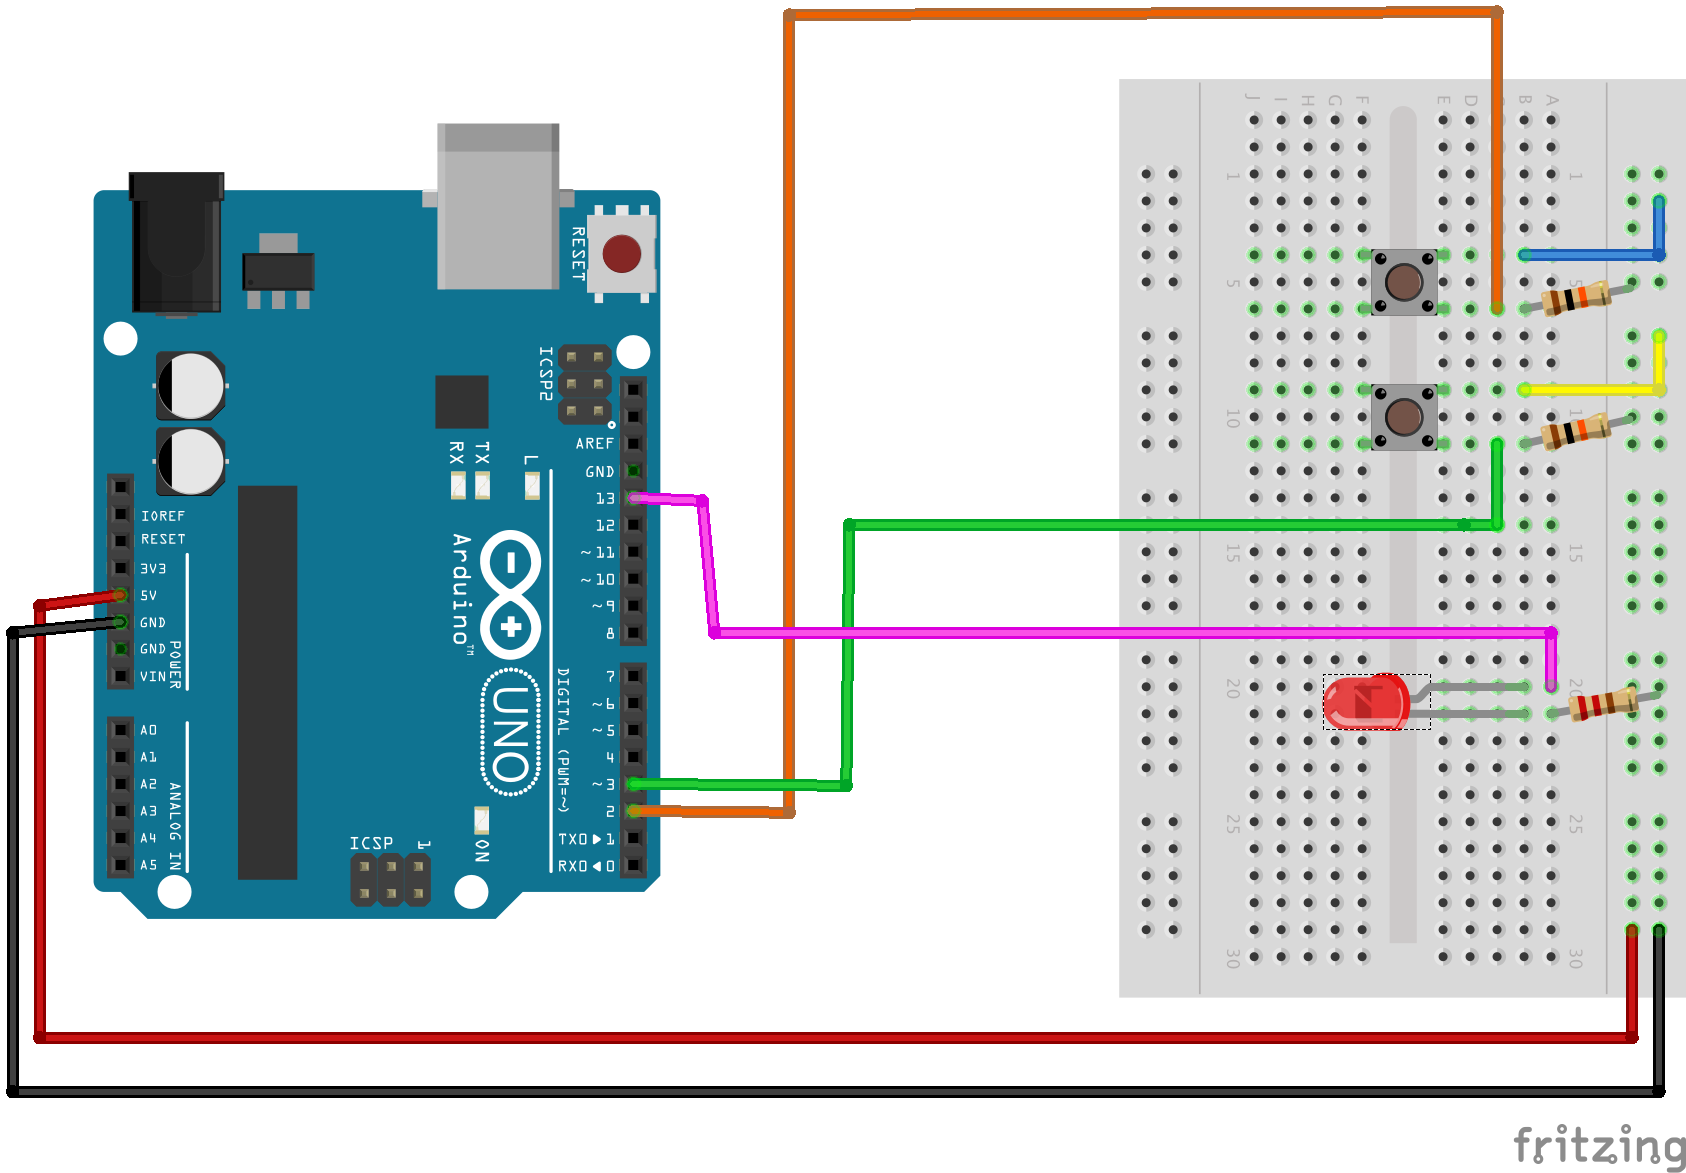 J I H G F E D B A
1 1
5 5
10 1
15 15
20 20
25 25
30 30
RESET
ICSP2
AREF
GND
13
12
~11
~10
~9
8
7
~6
~5
4
~3
2
TX0▶1
RX0◀0
RX TX L
IOREF
RESET
3V3
5V
GND
GND
VIN
POWER
A0
A1
A2
A3
A4
A5
ANALOG IN
Arduino™
UNO
DIGITAL (PWM=~)
ICSP 1
ON
fritzing